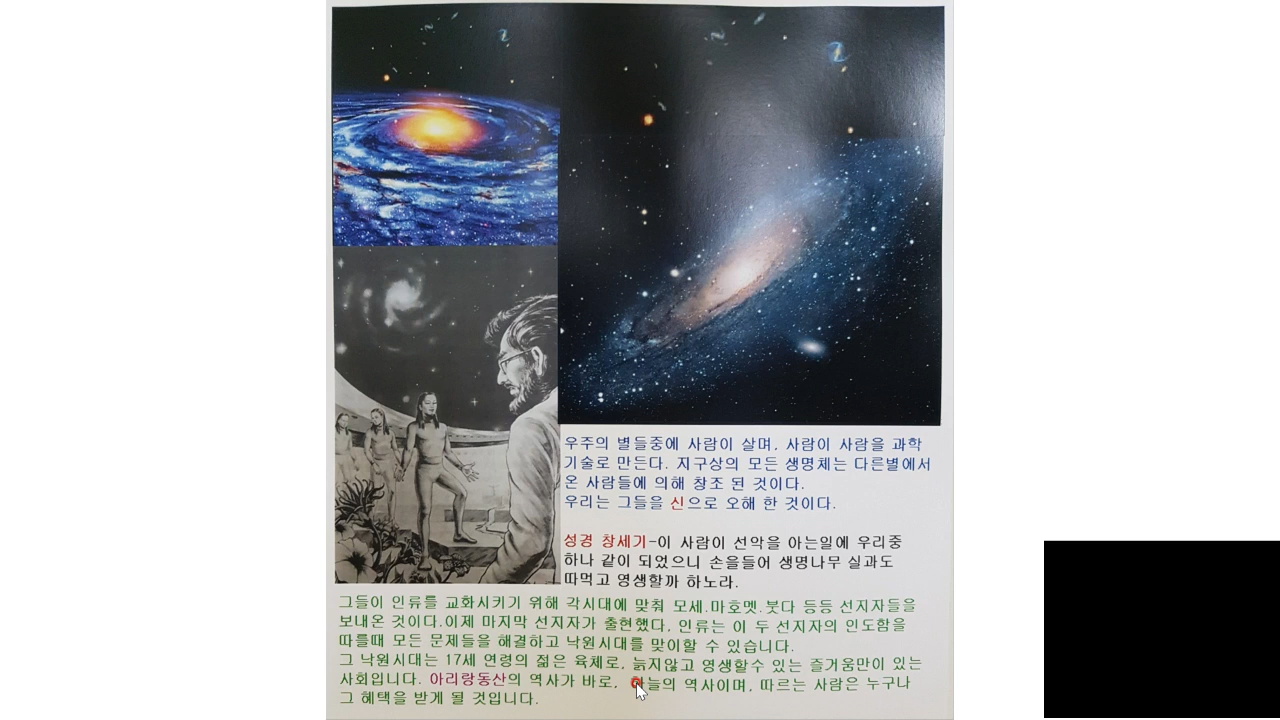 우주의 별들중에 사람이 살며, 사람이 사람을 과학
기술로 만든다. 지구상의 모든 생명체는 다른별에서
온 사람들에 의해 창조 된 것이다.
우리는 그들을 신으로 오해 한 것이다.
성경 창세기-이 사람이 선악을 아는일에 우리중
하나 같이 되었으니 손을들어 생명나무 실과도
따먹고 영생할까 하노라.
그들이 인류를 교화시키기 위해 각시대에 맞춰 모세.마호멧.붓다 등등 선지자들을
보내온 것이다.이제 마지막 선지자가 출현했다, 인류는 이 두 선지자의 인도함을
따를때 모든 문제들을 해결하고 낙원시대를 맞이할 수 있습니다.
그 낙원시대는 17세 연령의 젊은 육체로, 늙지않고 영생할수 있는 즐거움만이 있는
사회입니다. 아리랑동산의 역사가 바로, 하늘의 역사이며, 따르는 사람은 누구나
그 혜택을 받게 될 것입니다.